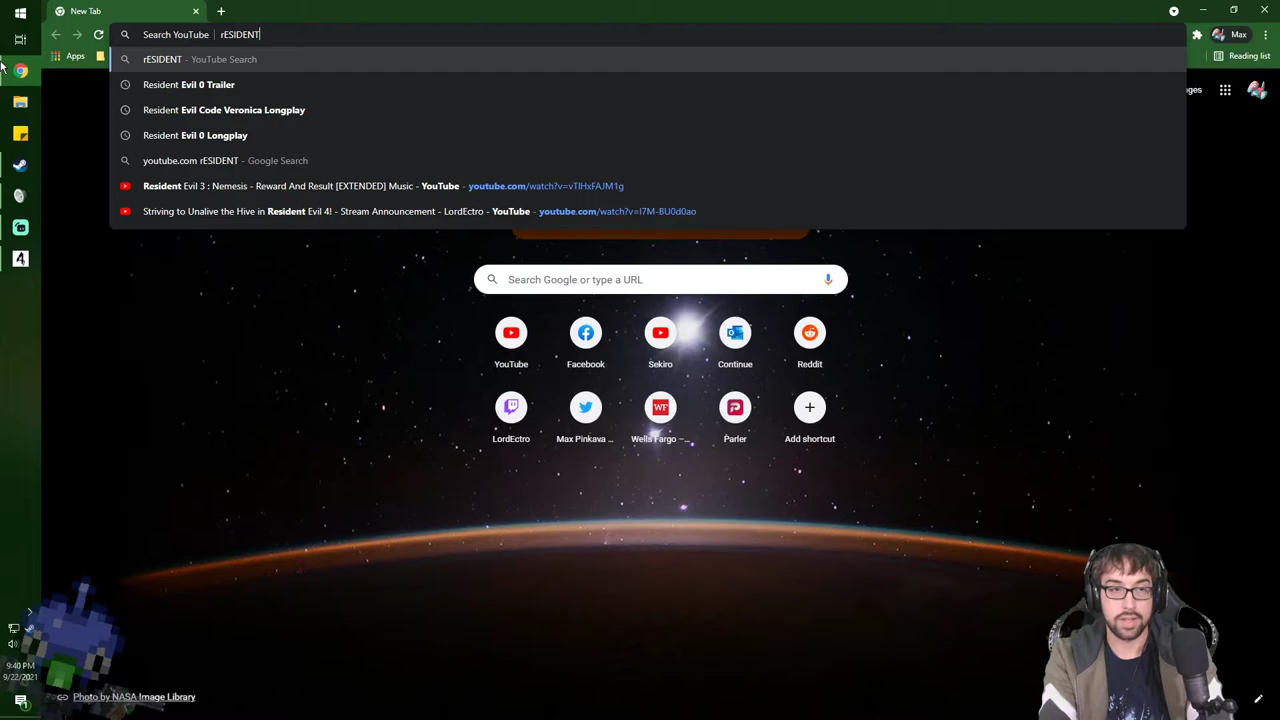 New Tab
Search YouTube | rESIDENT
Max
rESIDENT - YouTube Search
Apps
Reading list
Resident Evil 0 Trailer
ges
Resident Evil Code Veronica Longplay
Resident Evil 0 Longplay
youtube.com rESIDENT - Google Search
Resident Evil 3 : Nemesis - Reward And Result [EXTENDED] Music - YouTube - youtube.com/watch?v=vTIHxFAJM1g
Striving to Unalive the Hive in Resident Evil 4! - Stream Announcement - LordEctro - YouTube - youtube.com/watch?v=I7M-BU0d0ao
Search Google or type a URL
YouTube
Facebook
Sekiro
Continue
Reddit
WF
LordEctro
Max Pinkava ...
Wells Fargo –...
Parler
Add shortcut
9:40 PM
9/22/2021
Photo by NASA Image Library